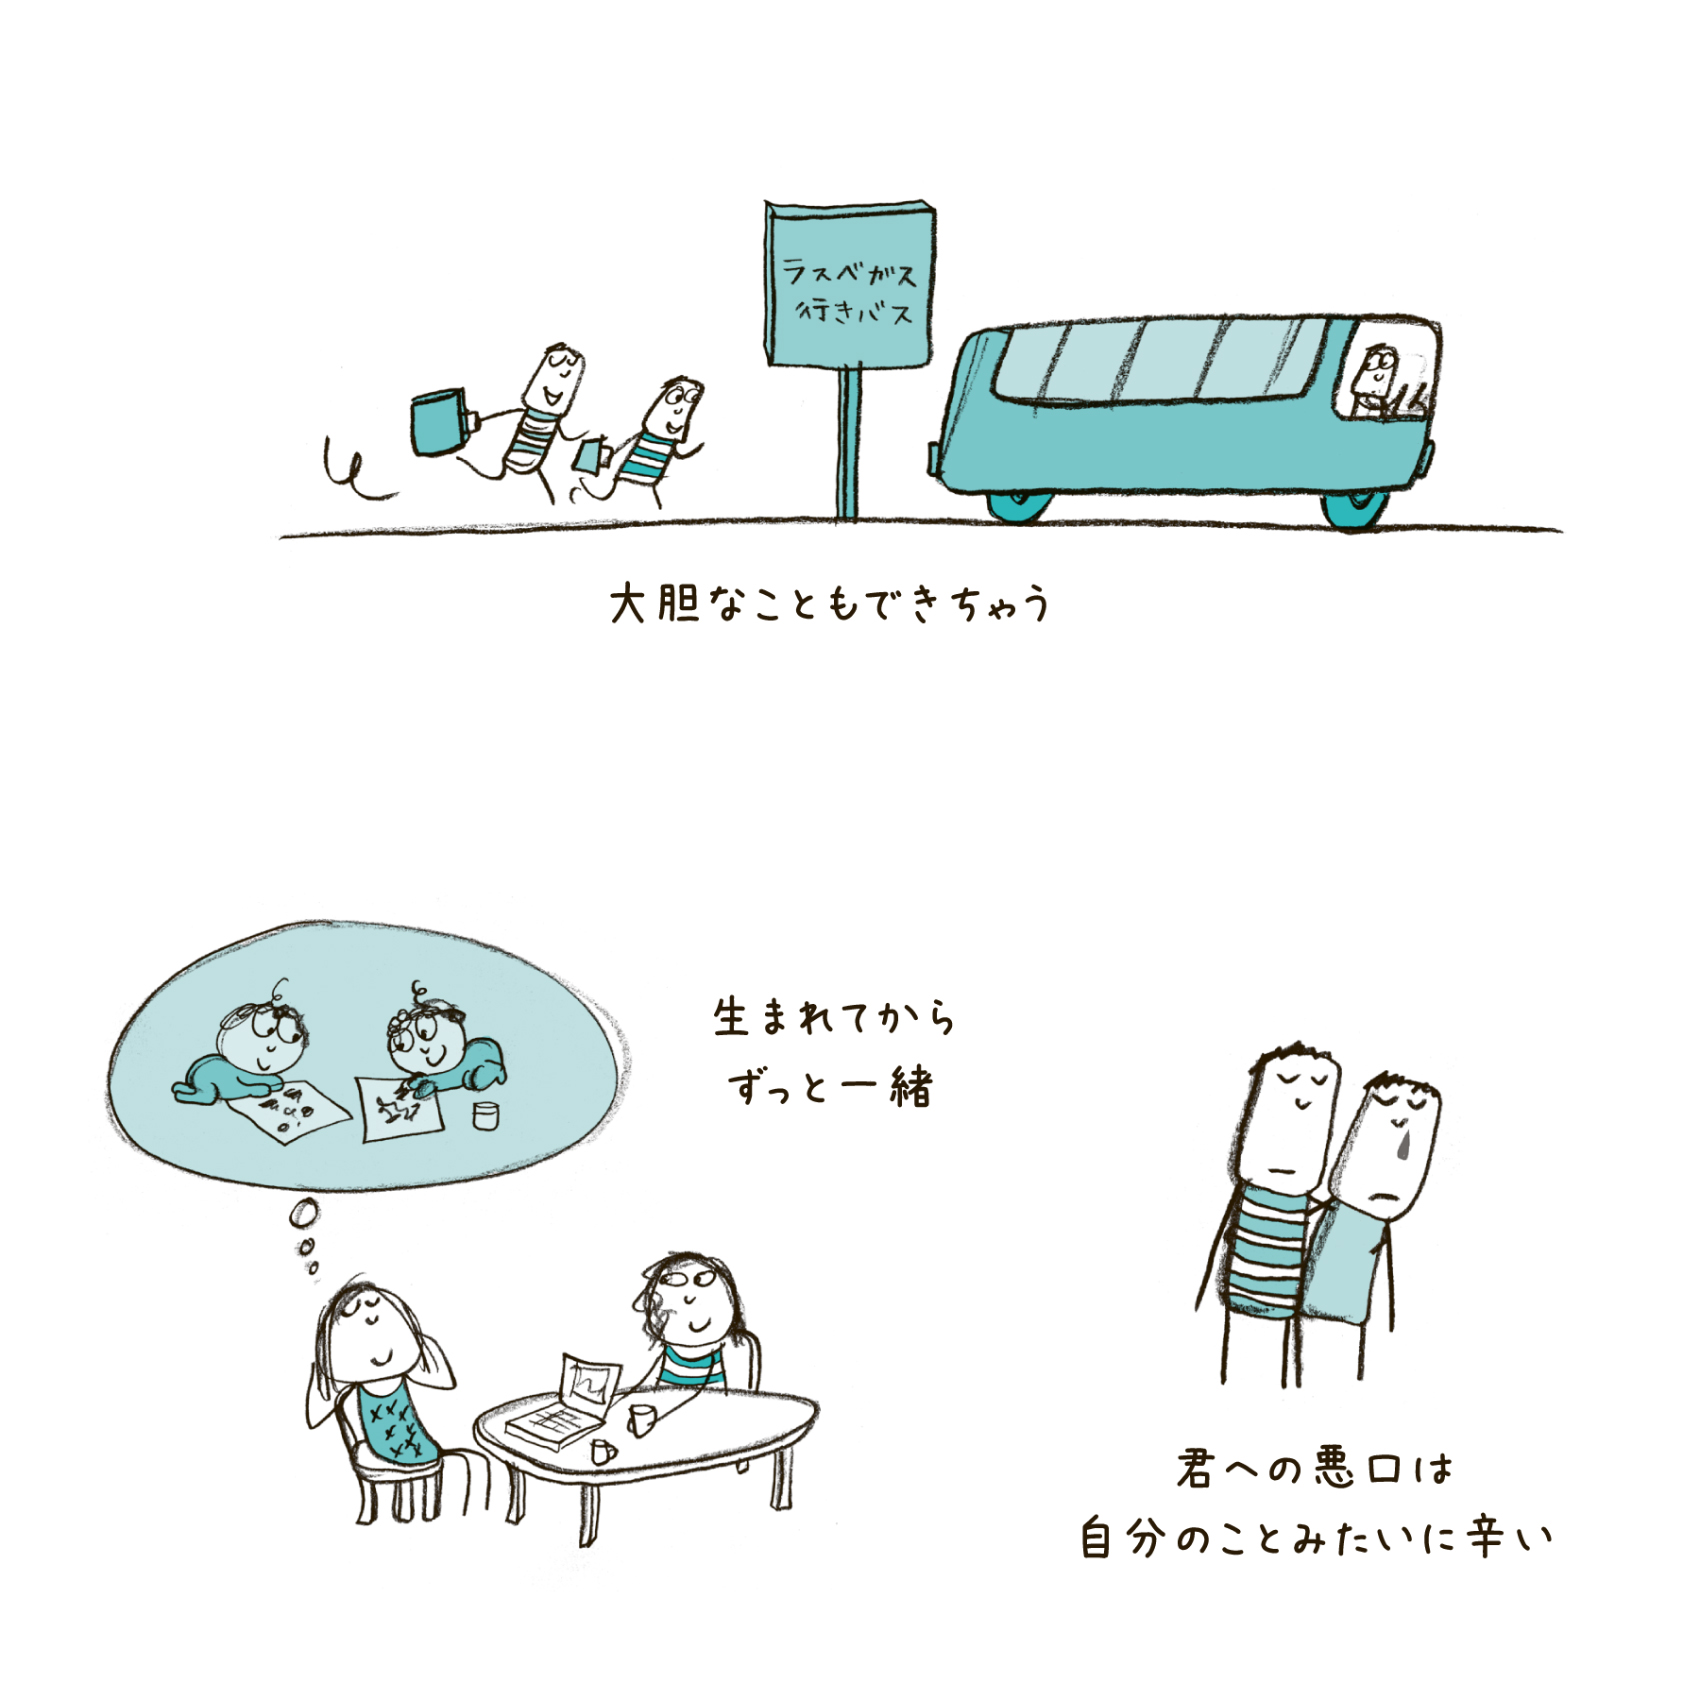 ラスベガス
行きバス
大胆なこともできちゃう
生まれてから
ずっと一緒
君への悪口は
自分のことみたいに辛い